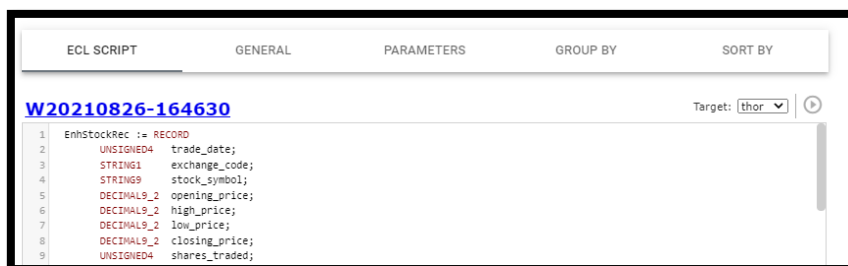 ECL SCRIPT GENERAL PARAMETERS GROUP BY SORT BY
W20210826-164630 Target: thor
1 EnhStockRec := RECORD
2 UNSIGNED4 trade_date;
3 STRING1 exchange_code;
4 STRING9 stock_symbol;
5 DECIMAL9_2 opening_price;
6 DECIMAL9_2 high_price;
7 DECIMAL9_2 low_price;
8 DECIMAL9_2 closing_price;
9 UNSIGNED4 shares_traded;